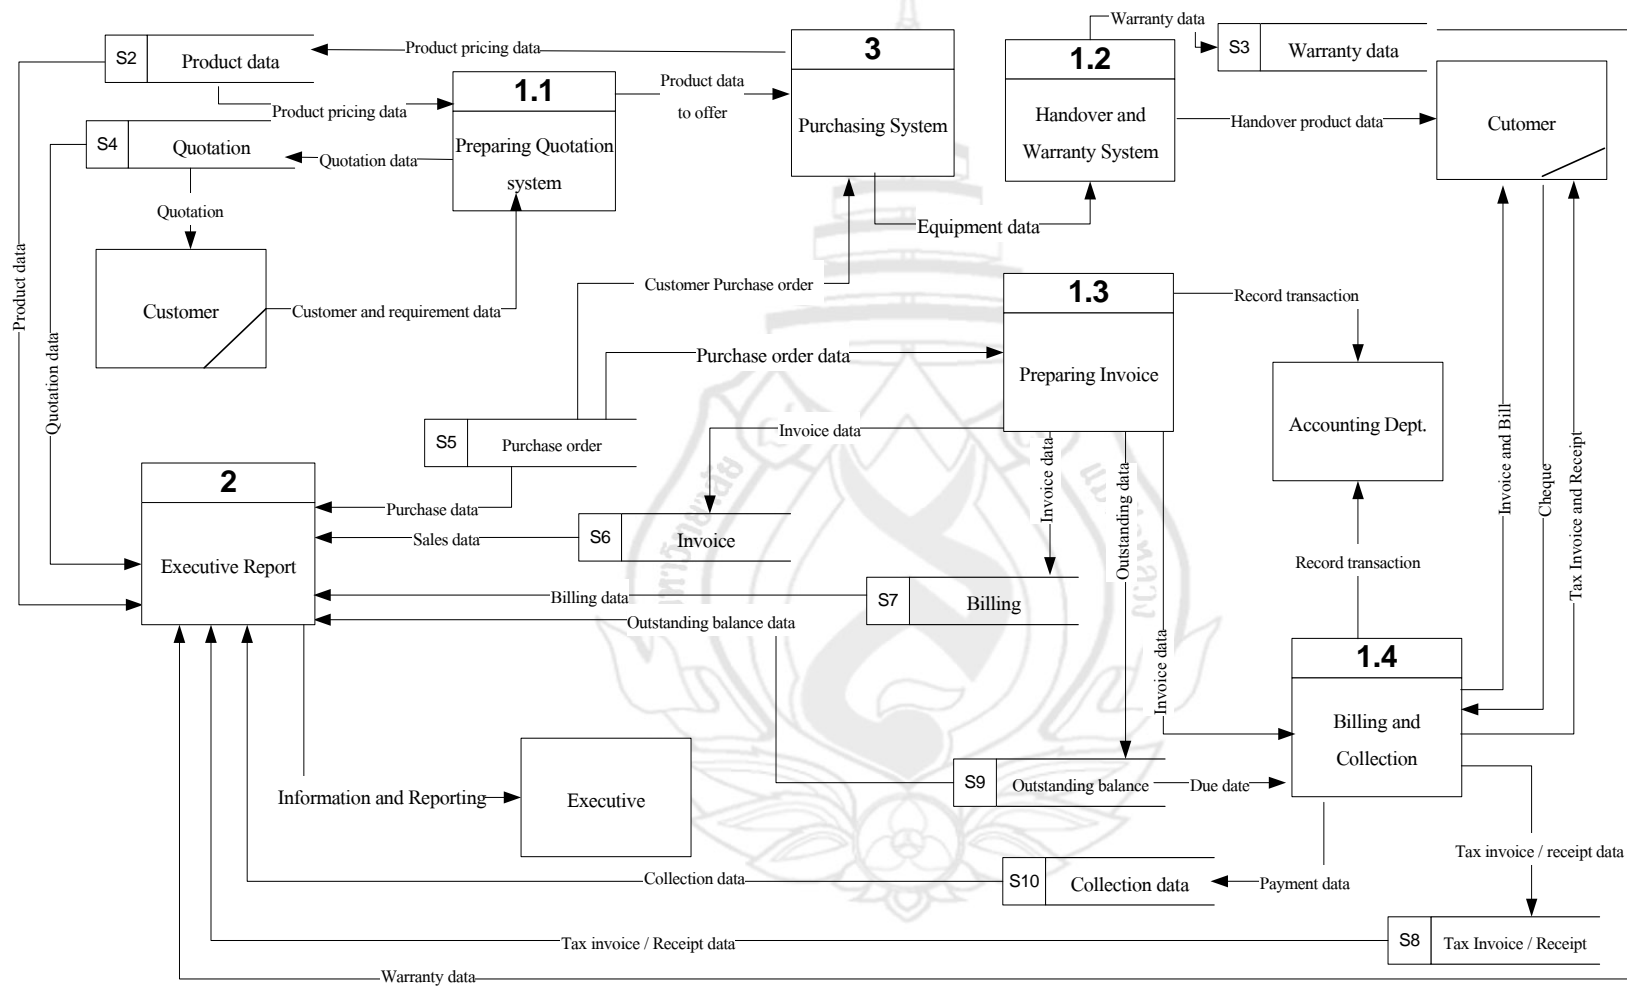 Warranty data
S2
Product data
Product pricing data
3
1.2
S3
Warranty data
Product pricing data
1.1
Product data
to offer
Purchasing System
Handover and
Warranty System
Handover product data
Cutomer
S4
Quotation
Quotation data
Preparing Quotation
system
Quotation
Equipment data
Product data
Quotation data
Customer
Customer and requirement data
Customer Purchase order
1.3
Record transaction
Purchase order data
Preparing Invoice
Accounting Dept.
Invoice and Bill
Cheque
Tax Invoice and Receipt
S5
Purchase order
Invoice data
Invoice data
Outstanding data
Invoice data
2
Executive Report
Purchase data
Sales data
S6
Invoice
Record transaction
Billing data
S7
Billing
Outstanding balance data
1.4
Billing and
Collection
Information and Reporting
Executive
S9
Outstanding balance
Due date
Tax invoice / receipt data
Collection data
S10
Collection data
Payment data
Tax invoice / Receipt data
S8
Tax Invoice / Receipt
Warranty data